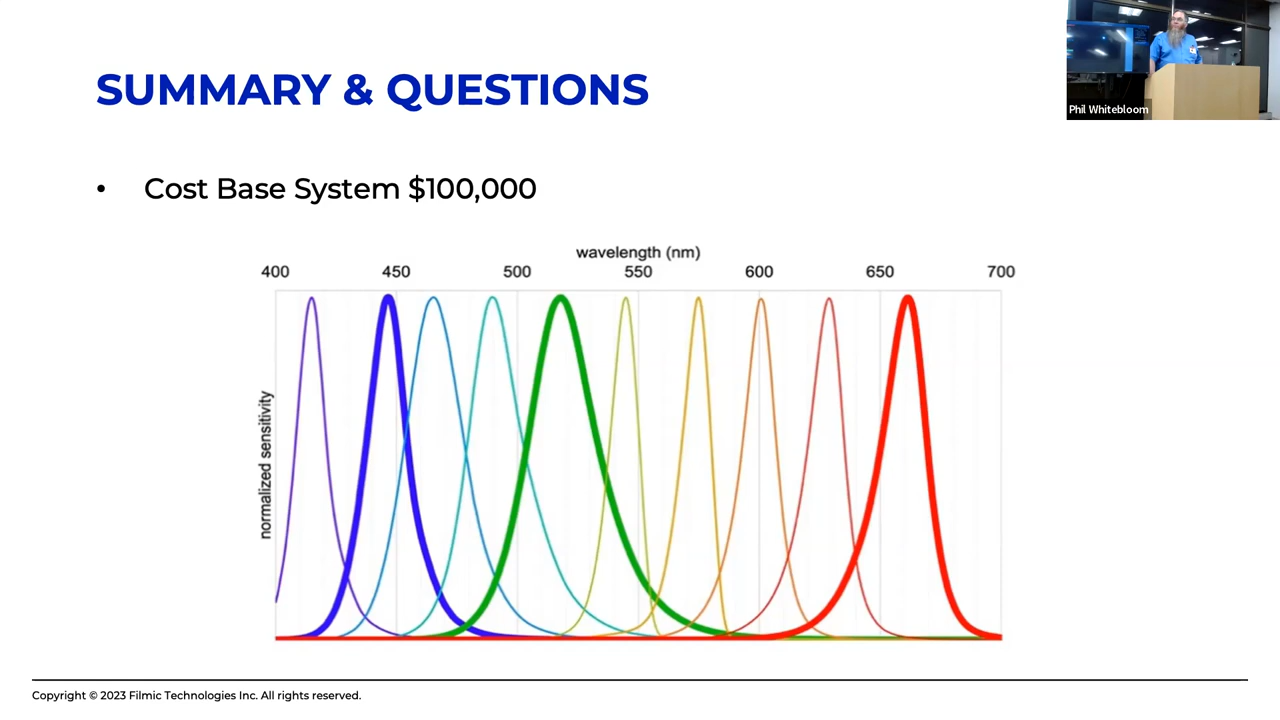 SUMMARY & QUESTIONS
Phil Whitebloom
• Cost Base System $100,000
wavelength (nm)
400 450 500 550 600 650 700
normalized sensitivity
Copyright © 2023 Filmic Technologies Inc. All rights reserved.